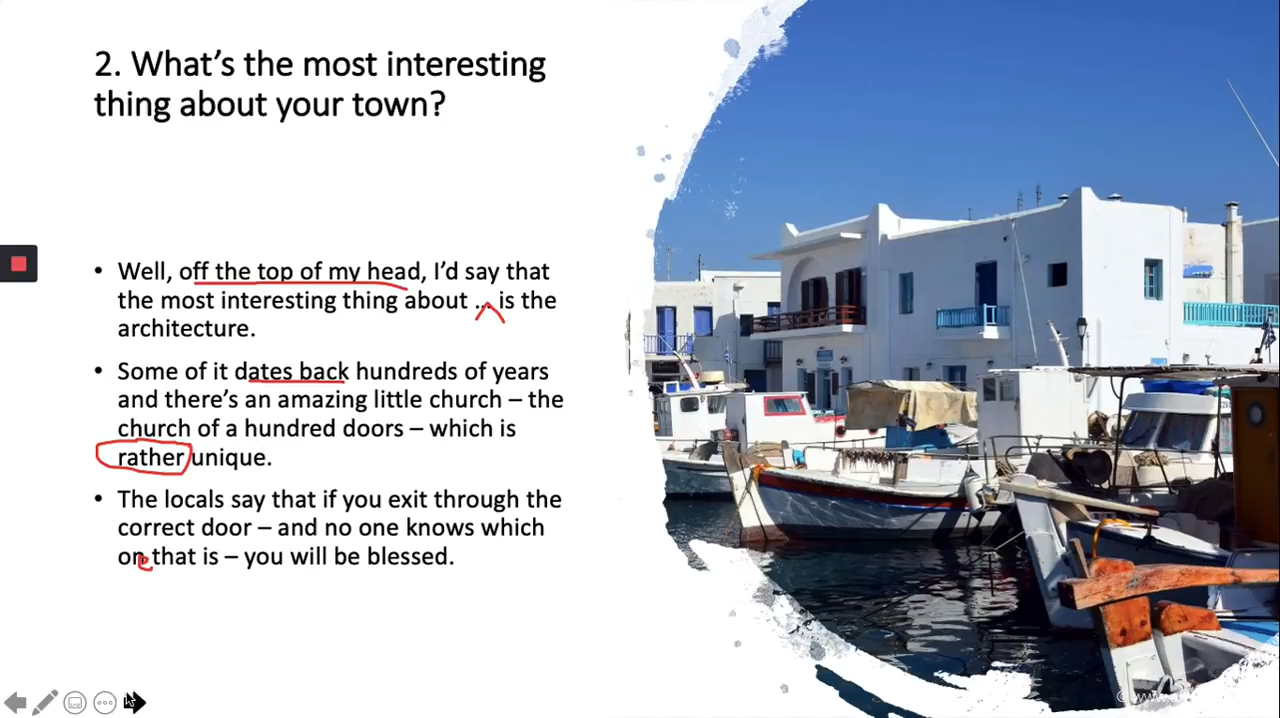 2. What's the most interesting
thing about your town?
• Well, off the top of my head, I'd say that
the most interesting thing about ... is the
architecture.
• Some of it dates back hundreds of years
and there's an amazing little church – the
church of a hundred doors – which is
rather unique.
• The locals say that if you exit through the
correct door – and no one knows which
one that is – you will be blessed.